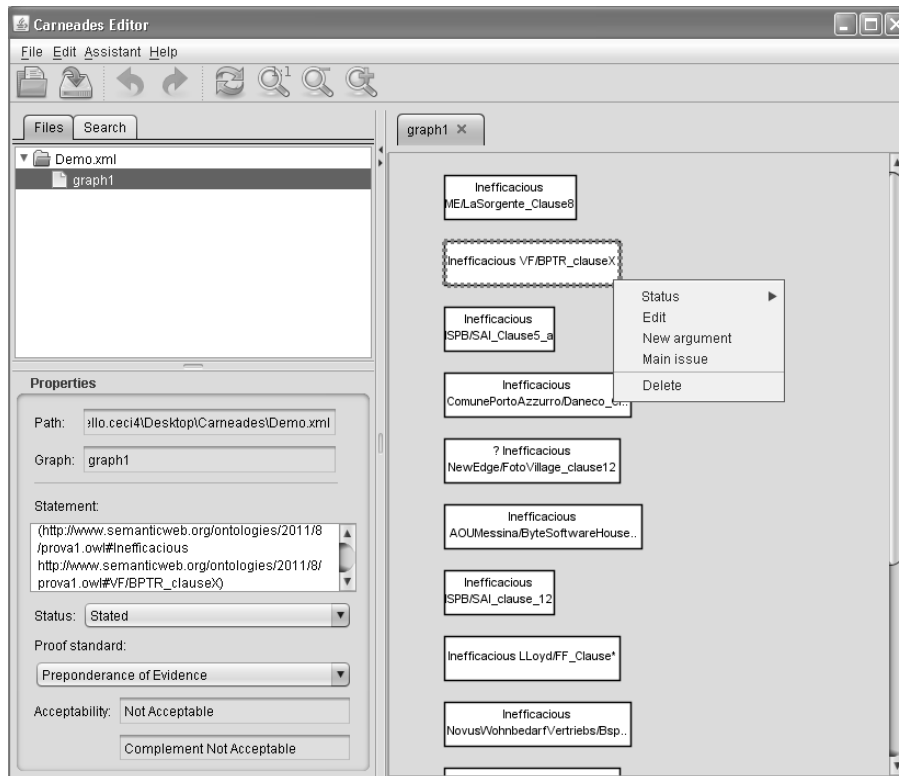 Carneades Editor
File Edit Assistant Help
Files Search
Demo.xml
graph1
Properties
Path: ello.ceci4\Desktop\Carneades\Demo.xml
Graph: graph1
Statement:
(http://www.semanticweb.org/ontologies/2011/8
/prova1.owl#Inefficacious
http://www.semanticweb.org/ontologies/2011/8/
prova1.owl#VF/BPTR_clauseX)
Status: Stated
Proof standard:
Preponderance of Evidence
Acceptability: Not Acceptable
Complement Not Acceptable
graph1
Inefficacious
ME/LaSorgente_Clause8
Inefficacious VF/BPTR_clauseX
Status
Edit
New argument
Main issue
Delete
Inefficacious
ISPB/SAI_Clause5_a
Inefficacious
ComunePortoAzzurro/Daneco_Cl..
? Inefficacious
NewEdge/FotoVillage_clause12
Inefficacious
AOUMessina/ByteSoftwareHouse..
Inefficacious
ISPB/SAI_clause_12
Inefficacious LLoyd/FF_Clause*
Inefficacious
NovusWohnbedarfVertriebs/Bsp..